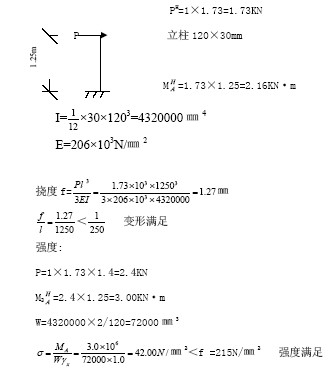 P^K=1×1.73=1.73KN
P
立柱 120×30mm
1.25m
M_A^H=1.73×1.25=2.16KN·m
I=1/12×30×120³=4320000㎜⁴
E=206×10³N/㎜²
挠度 f=Pl³/3EI=1.73×10³×1250³/3×206×10³×4320000=1.27㎜
f/l=1.27/1250<1/250 变形满足
强度:
P=1×1.73×1.4=2.4KN
M_a^H=2.4×1.25=3.00KN·m
W=4320000×2/120=72000㎜³
σ=M_A/Wγ_x=3.0×10⁶/72000×1.0=42.00N/㎜²<f =215N/㎜² 强度满足